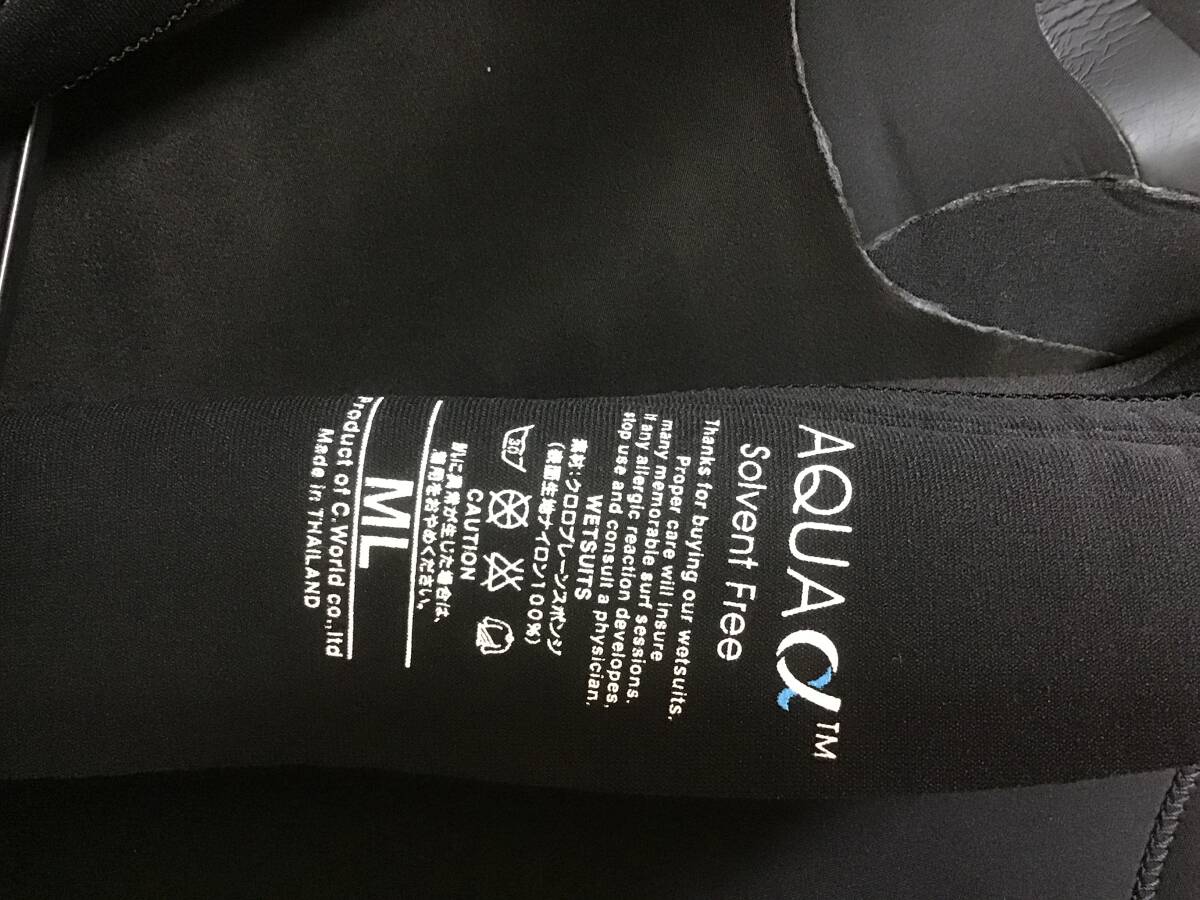 AQUA α™
Solvent Free
Thanks for buying our wetsuits,
Proper care will insure
many memorable surf sessions.
If any allergic reaction developes,
stop use and consult a physician.
WETSUITS
素材:クロロプレーンスポンジ
(表面生地ナイロン100%)
30
CAUTION
肌に異常が生じた場合は、
着用をおやめください。
ML
Product of C.World co.,ltd
Made in THAILAND